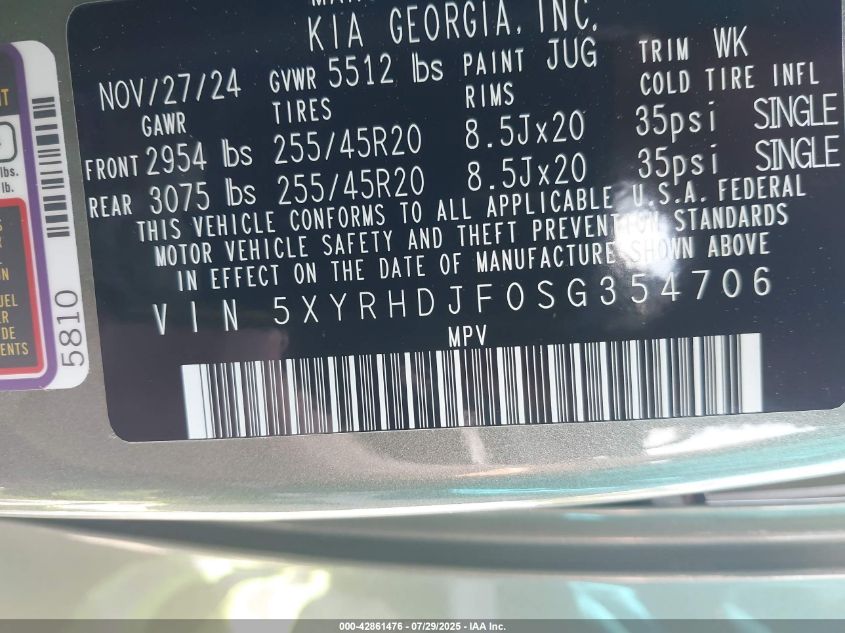 KIA GEORGIA, INC.
NOV/27/24 GVWR 5512 lbs PAINT JUG TRIM WK
GAWR TIRES RIMS COLD TIRE INFL
FRONT 2954 lbs 255/45R20 8.5Jx20 35psi SINGLE
REAR 3075 lbs 255/45R20 8.5Jx20 35psi SINGLE
THIS VEHICLE CONFORMS TO ALL APPLICABLE U.S.A. FEDERAL
MOTOR VEHICLE SAFETY AND THEFT PREVENTION STANDARDS
IN EFFECT ON THE DATE OF MANUFACTURE SHOWN ABOVE
VIN 5XYRHDJF0SG354706
MPV
lbs.
lb.
5810
000-42861476 - 07/29/2025 - IAA Inc.